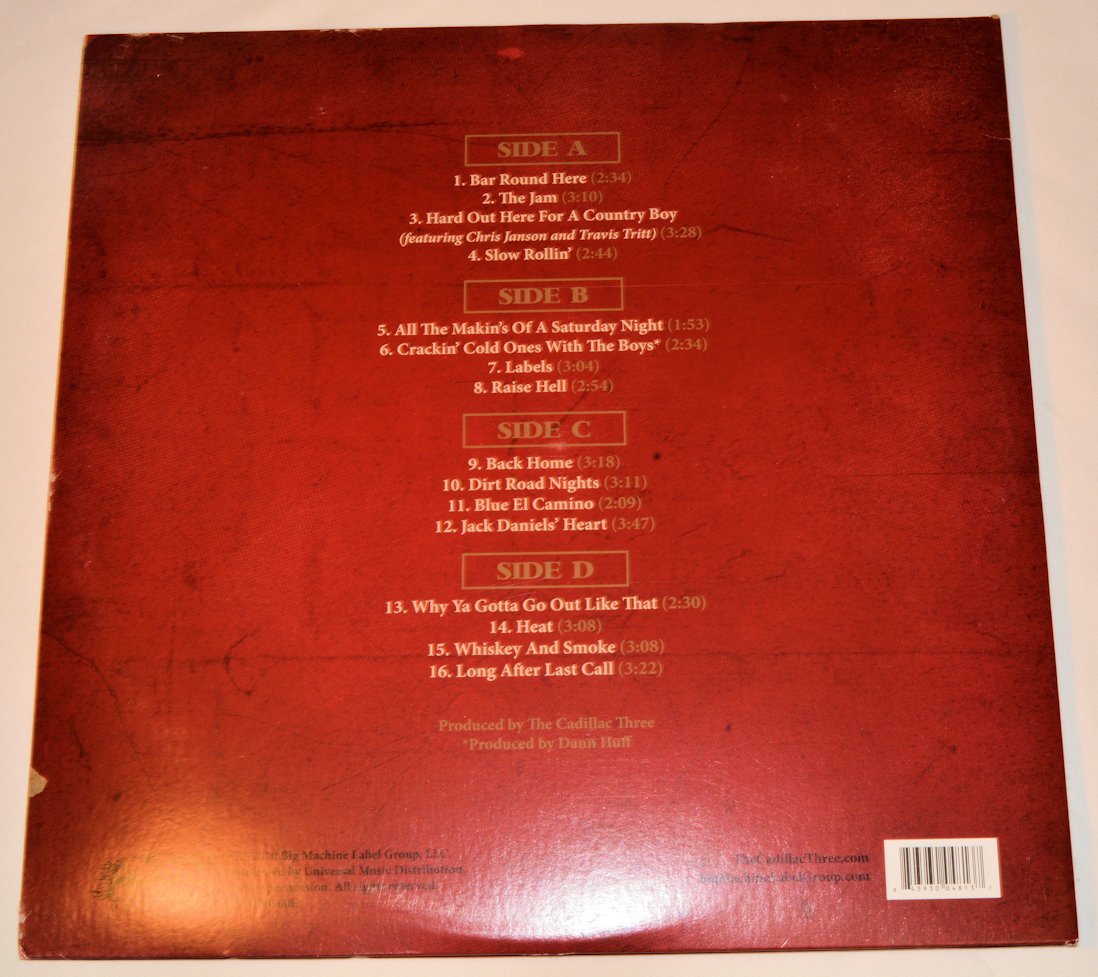 SIDE A
1. Bar Round Here (2:34)
2. The Jam (3:10)
3. Hard Out Here For A Country Boy
(featuring Chris Janson and Travis Tritt) (3:28)
4. Slow Rollin' (2:44)
SIDE B
5. All The Makin's Of A Saturday Night (1:53)
6. Crackin' Cold Ones With The Boys* (2:34)
7. Labels (3:04)
8. Raise Hell (2:54)
SIDE C
9. Back Home (3:18)
10. Dirt Road Nights (3:11)
11. Blue El Camino (2:09)
12. Jack Daniels' Heart (3:47)
SIDE D
13. Why Ya Gotta Go Out Like That (2:30)
14. Heat (3:08)
15. Whiskey And Smoke (3:08)
16. Long After Last Call (3:22)
Produced by The Cadillac Three
*Produced by Dann Huff
Big Machine Label Group, LLC.
by Universal Music Distribution.
permission. All rights reserved.
TheCadillacThree.com
BigMachineLabelGroup.com
8 43930 04813 7